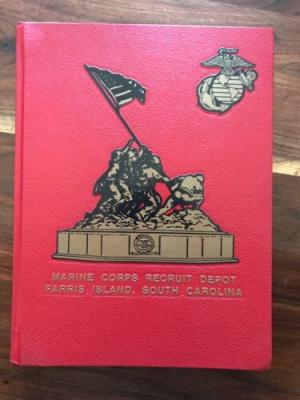 MARINE CORPS RECRUIT DEPOT
PARRIS ISLAND, SOUTH CAROLINA